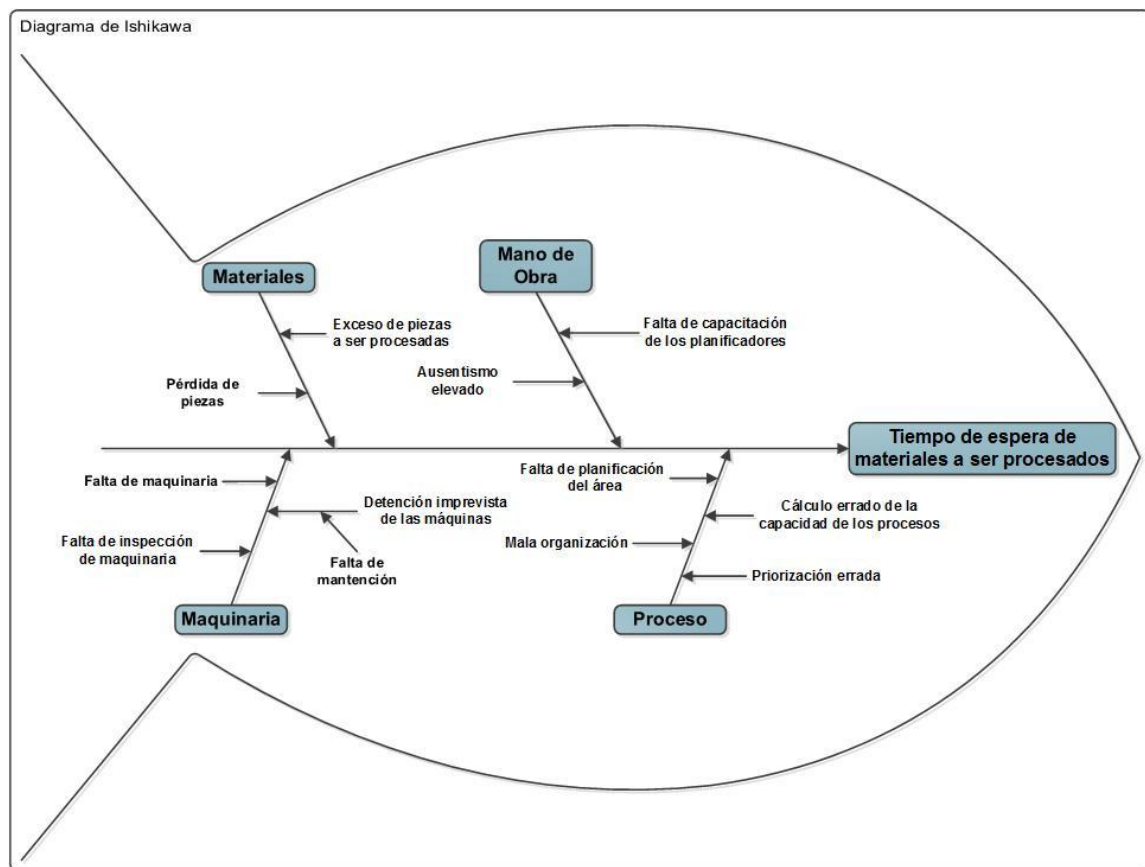 Diagrama de Ishikawa
Materiales
Mano de
Obra
Exceso de piezas
a ser procesadas
Falta de capacitación
de los planificadores
Pérdida de
piezas
Ausentismo
elevado
Tiempo de espera de
materiales a ser procesados
Falta de maquinaria
Detención imprevista
de las máquinas
Falta de inspección
de maquinaria
Falta de
mantención
Falta de planificación
del área
Cálculo errado de la
capacidad de los procesos
Mala organización
Priorización errada
Maquinaria
Proceso